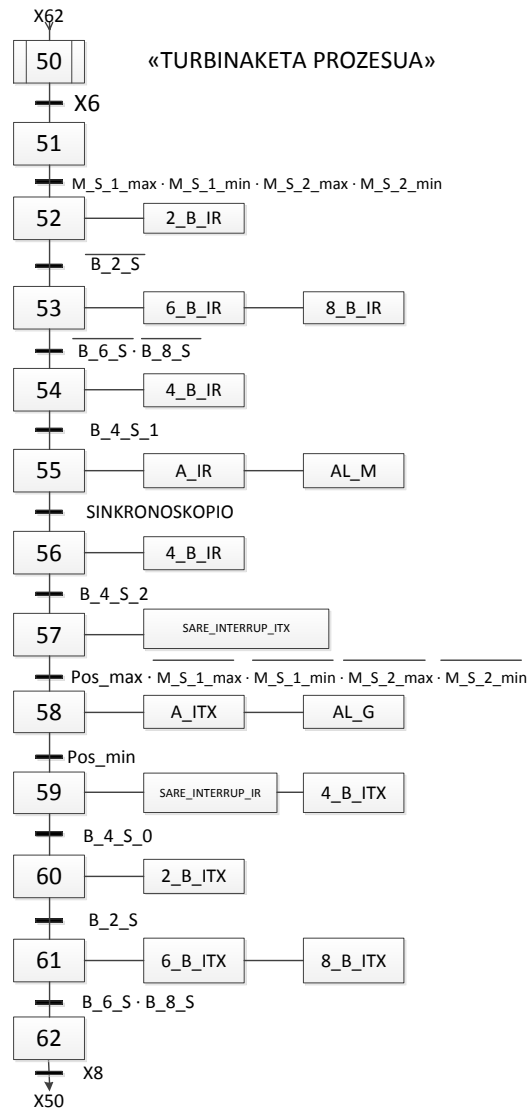 X62
50 «TURBINAKETA PROZESUA»
X6
51
M_S_1_max · M_S_1_min · M_S_2_max · M_S_2_min
52 2_B_IR
B_2_S
53 6_B_IR 8_B_IR
B_6_S · B_8_S
54 4_B_IR
B_4_S_1
55 A_IR AL_M
SINKRONOSKOPIO
56 4_B_IR
B_4_S_2
57 SARE_INTERRUP_ITX
Pos_max · M_S_1_max · M_S_1_min · M_S_2_max · M_S_2_min
58 A_ITX AL_G
Pos_min
59 SARE_INTERRUP_IR 4_B_ITX
B_4_S_0
60 2_B_ITX
B_2_S
61 6_B_ITX 8_B_ITX
B_6_S · B_8_S
62
X8
X50